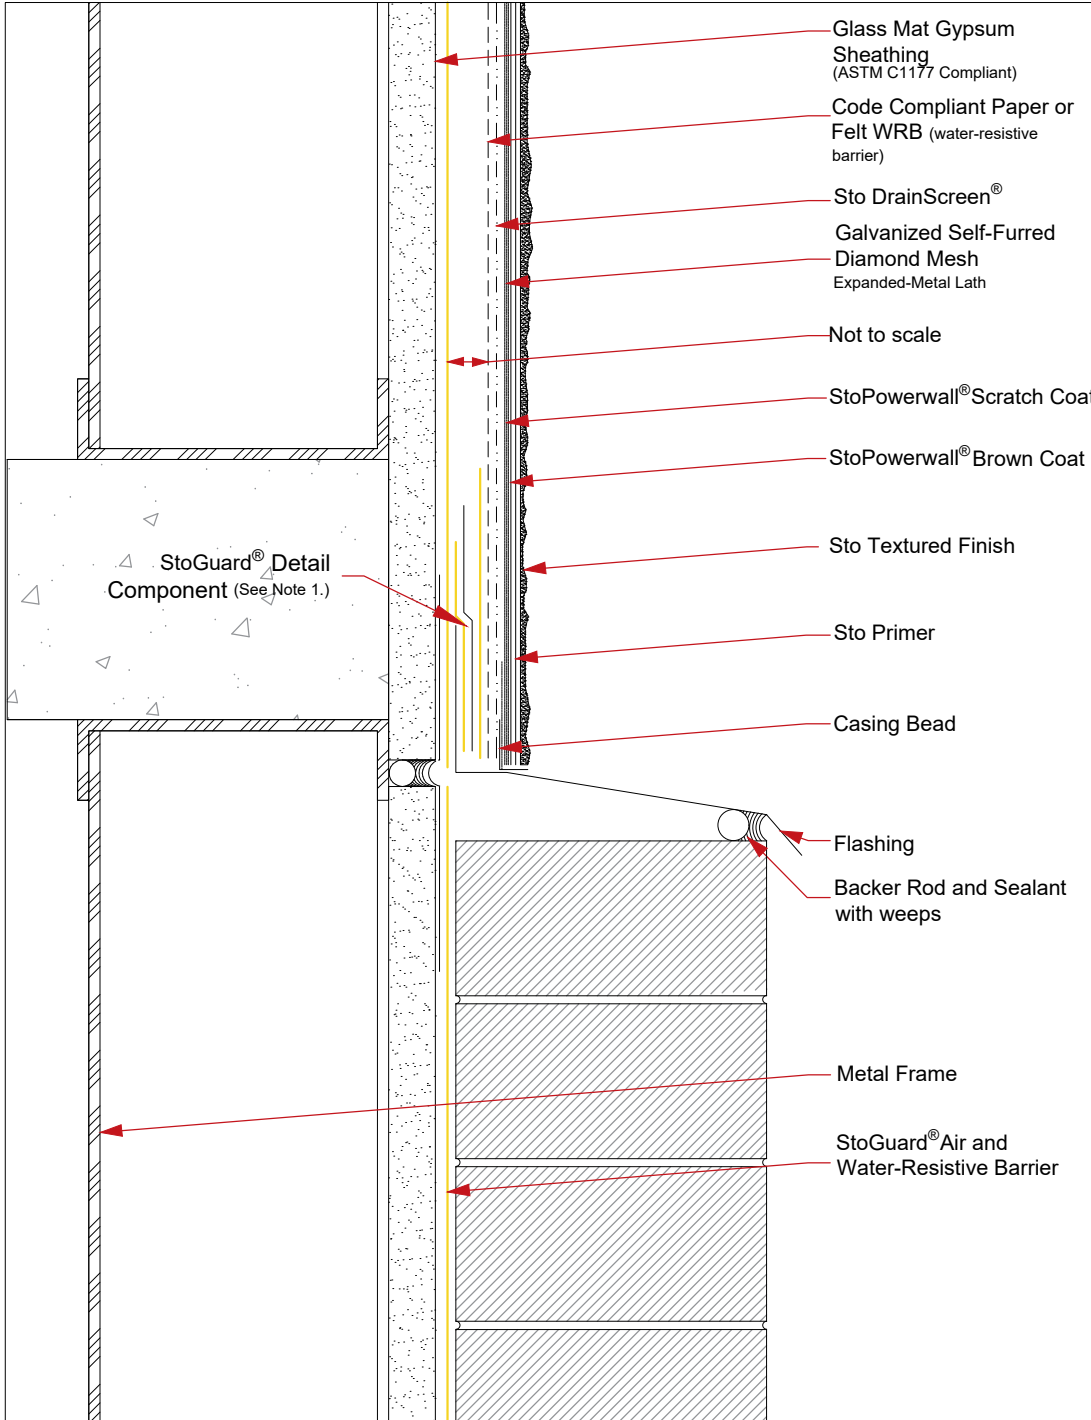 Glass Mat Gypsum
Sheathing
(ASTM C1177 Compliant)
Code Compliant Paper or
Felt WRB (water-resistive
barrier)
Sto DrainScreen®
Galvanized Self-Furred
Diamond Mesh
Expanded-Metal Lath
Not to scale
StoPowerwall® Scratch Coat
StoPowerwall® Brown Coat
StoGuard® Detail
Component (See Note 1.)
Sto Textured Finish
Sto Primer
Casing Bead
Flashing
Backer Rod and Sealant
with weeps
Metal Frame
StoGuard® Air and
Water-Resistive Barrier